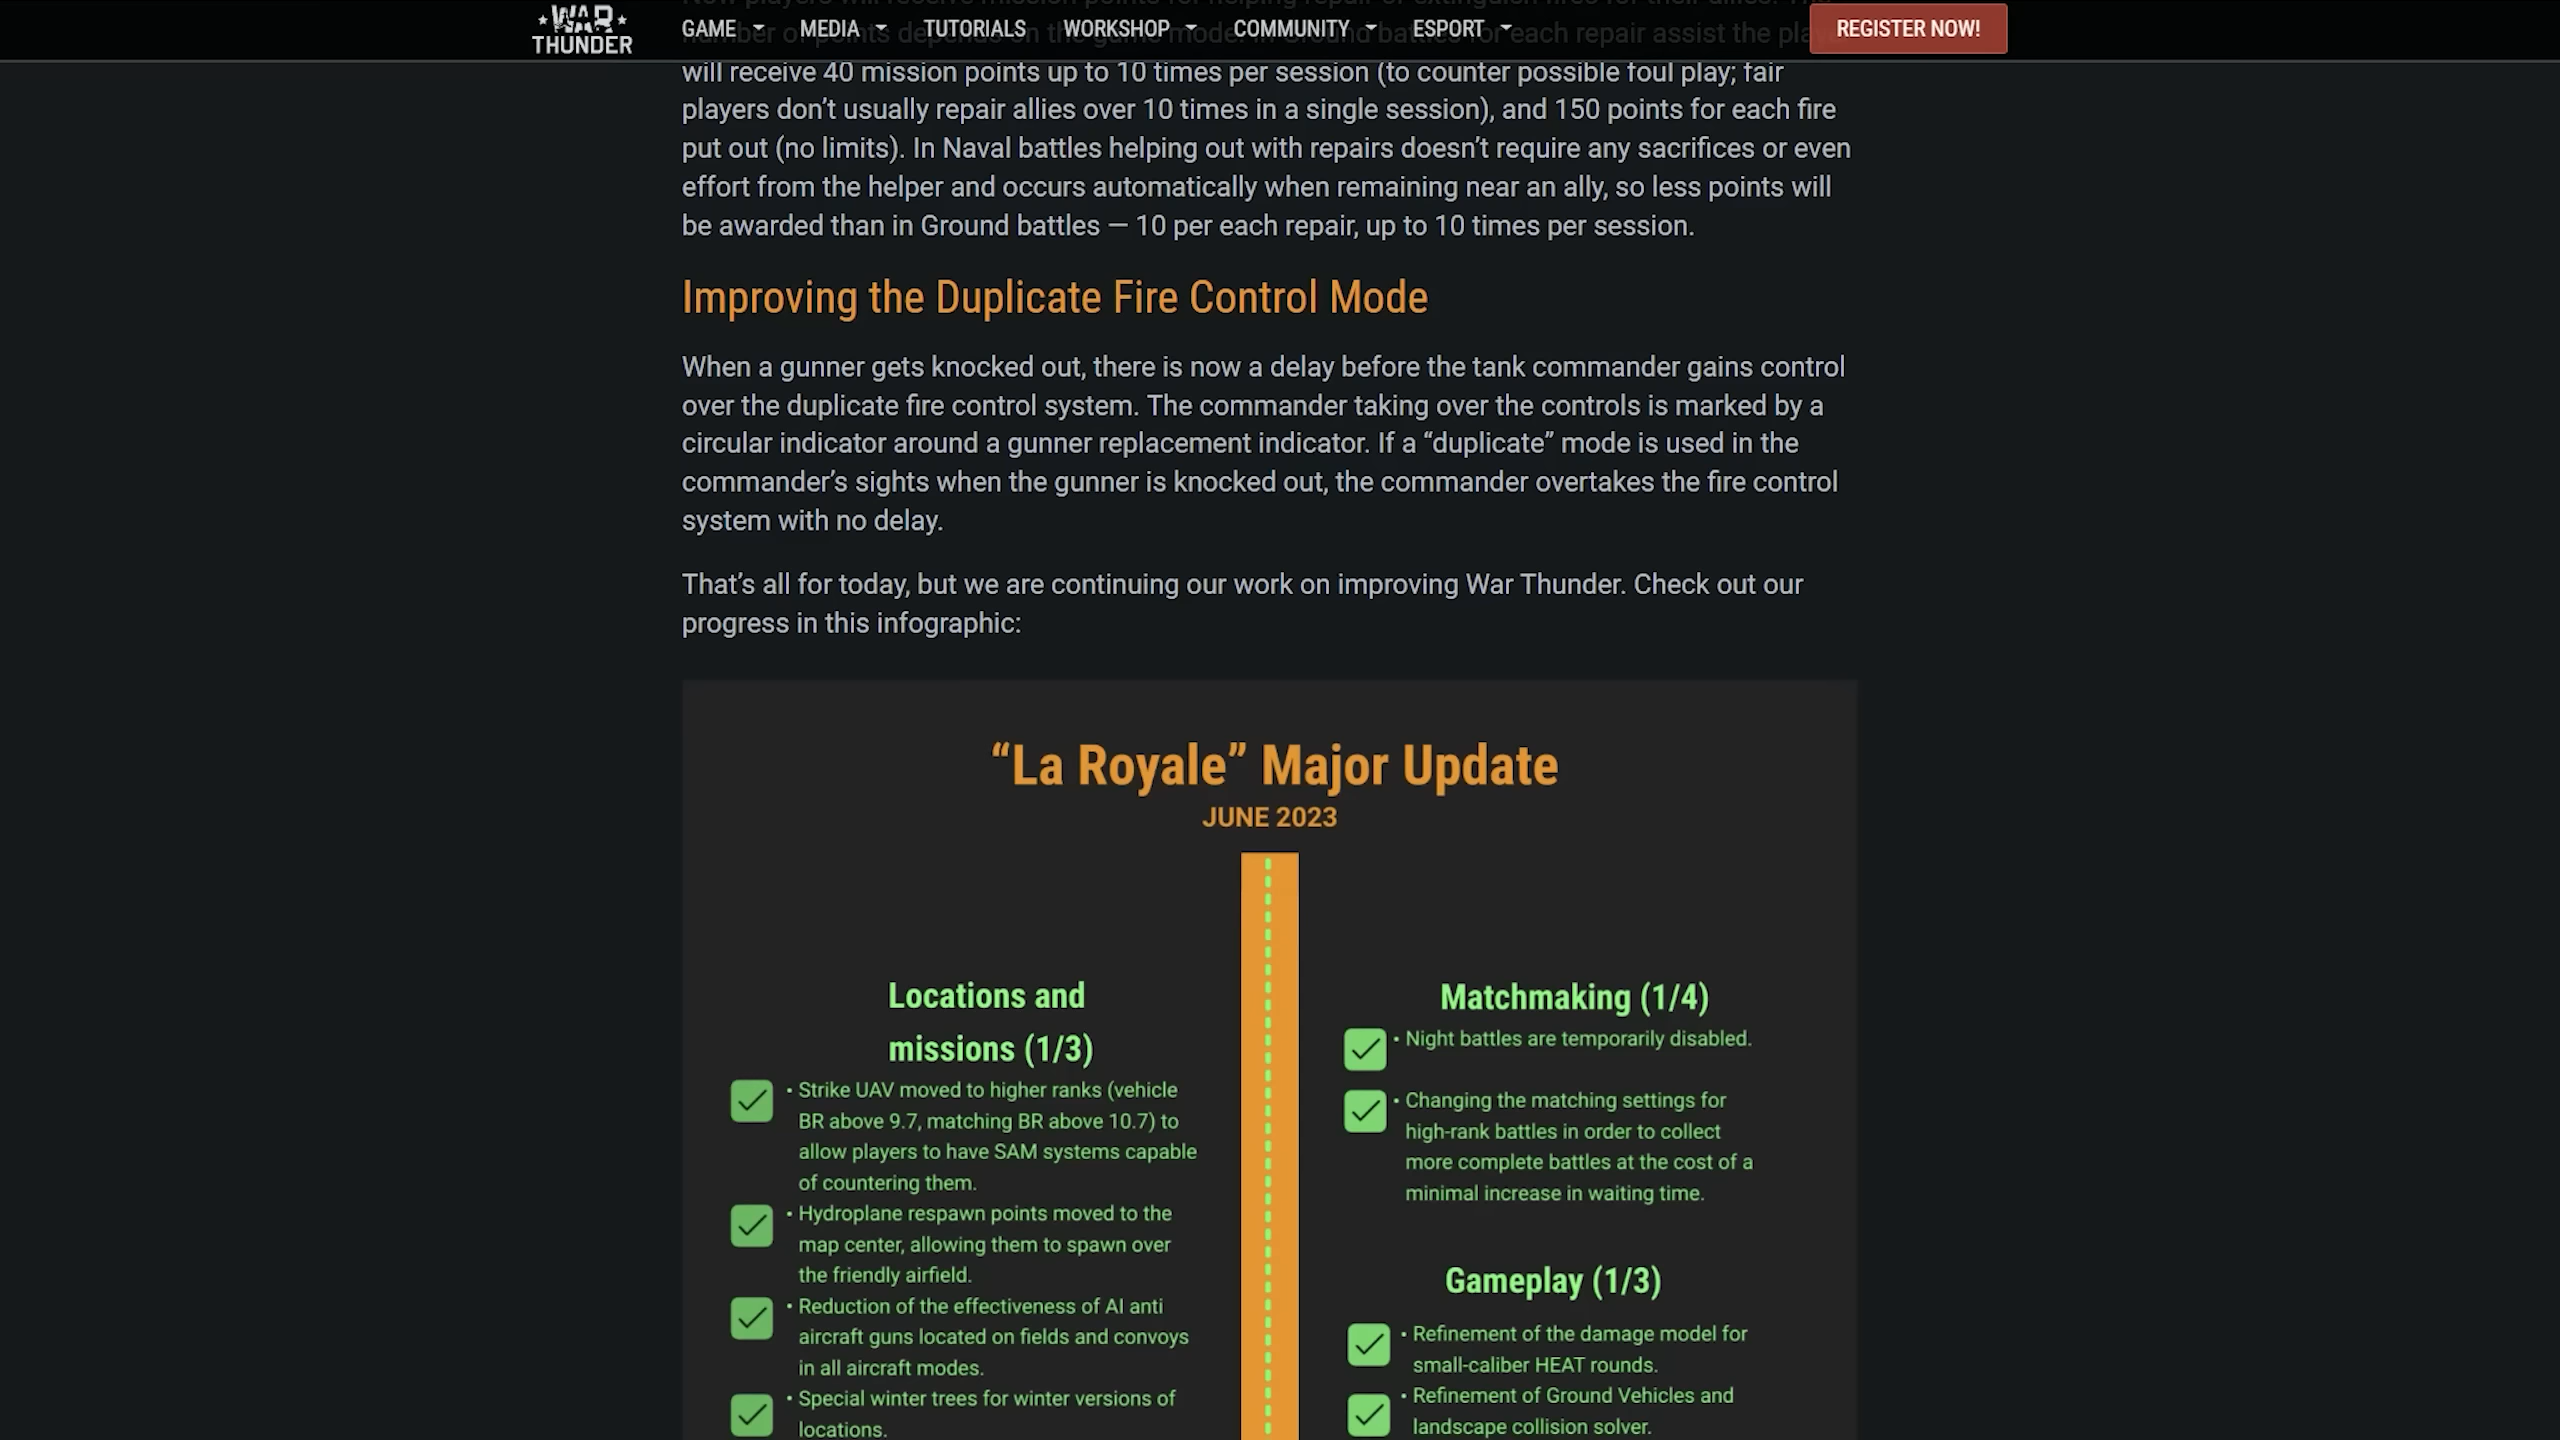 WAR
THUNDER
GAME
MEDIA
TUTORIALS
WORKSHOP
COMMUNITY
ESPORT
REGISTER NOW!
Now players will receive mission points for helping repair or extinguish fires for their allies. The
number of points depends on the game mode. In Ground battles for each repair assist the
will receive 40 mission points up to 10 times per session (to counter possible foul play; fair
players don’t usually repair allies over 10 times in a single session), and 150 points for each fire
put out (no limits). In Naval battles helping out with repairs doesn’t require any sacrifices or even
effort from the helper and occurs automatically when remaining near an ally, so less points will
be awarded than in Ground battles — 10 per each repair, up to 10 times per session.
Improving the Duplicate Fire Control Mode
When a gunner gets knocked out, there is now a delay before the tank commander gains control
over the duplicate fire control system. The commander taking over the controls is marked by a
circular indicator around a gunner replacement indicator. If a “duplicate” mode is used in the
commander’s sights when the gunner is knocked out, the commander overtakes the fire control
system with no delay.
That’s all for today, but we are continuing our work on improving War Thunder. Check out our
progress in this infographic:
“La Royale” Major Update
JUNE 2023
Locations and
missions (1/3)
• Strike UAV moved to higher ranks (vehicle
BR above 9.7, matching BR above 10.7) to
allow players to have SAM systems capable
of countering them.
• Hydroplane respawn points moved to the
map center, allowing them to spawn over
the friendly airfield.
• Reduction of the effectiveness of AI anti
aircraft guns located on fields and convoys
in all aircraft modes.
• Special winter trees for winter versions of
locations.
Matchmaking (1/4)
• Night battles are temporarily disabled.
• Changing the matching settings for
high-rank battles in order to collect
more complete battles at the cost of a
minimal increase in waiting time.
Gameplay (1/3)
• Refinement of the damage model for
small-caliber HEAT rounds.
• Refinement of Ground Vehicles and
landscape collision solver.